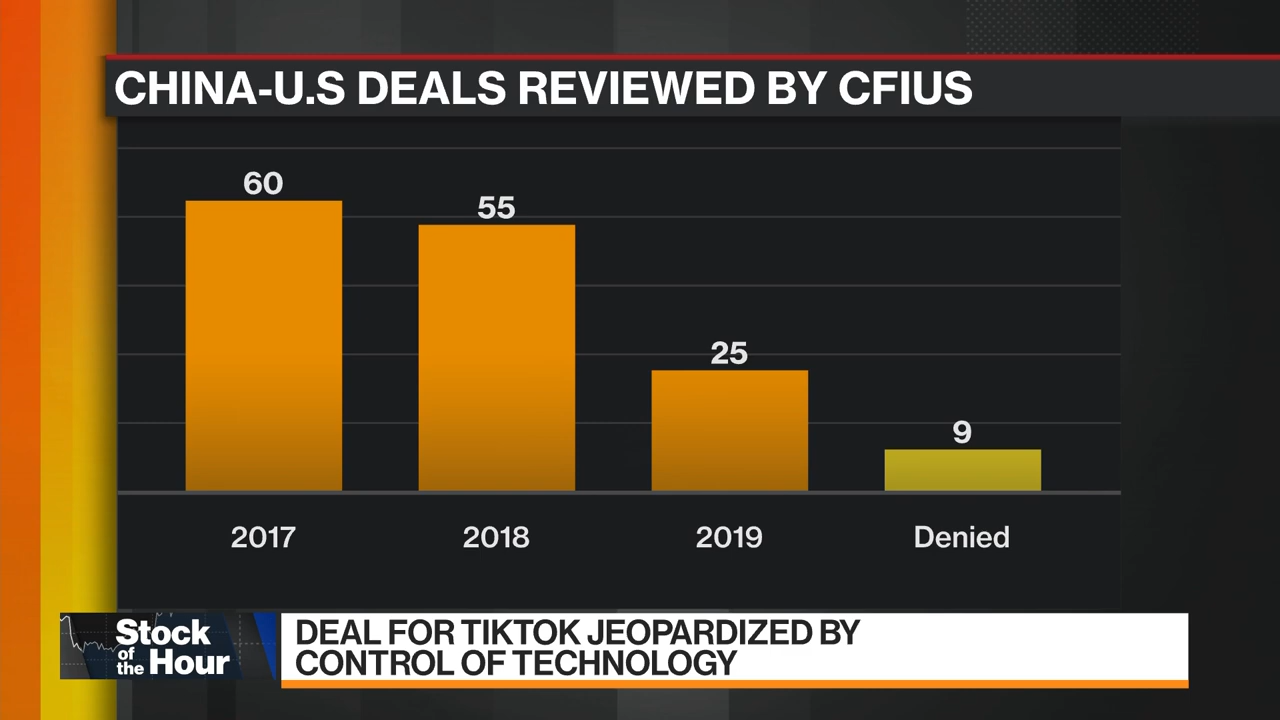 CHINA-U.S DEALS REVIEWED BY CFIUS
60
55
25
9
2017
2018
2019
Denied
Stock
of
the Hour
DEAL FOR TIKTOK JEOPARDIZED BY
CONTROL OF TECHNOLOGY